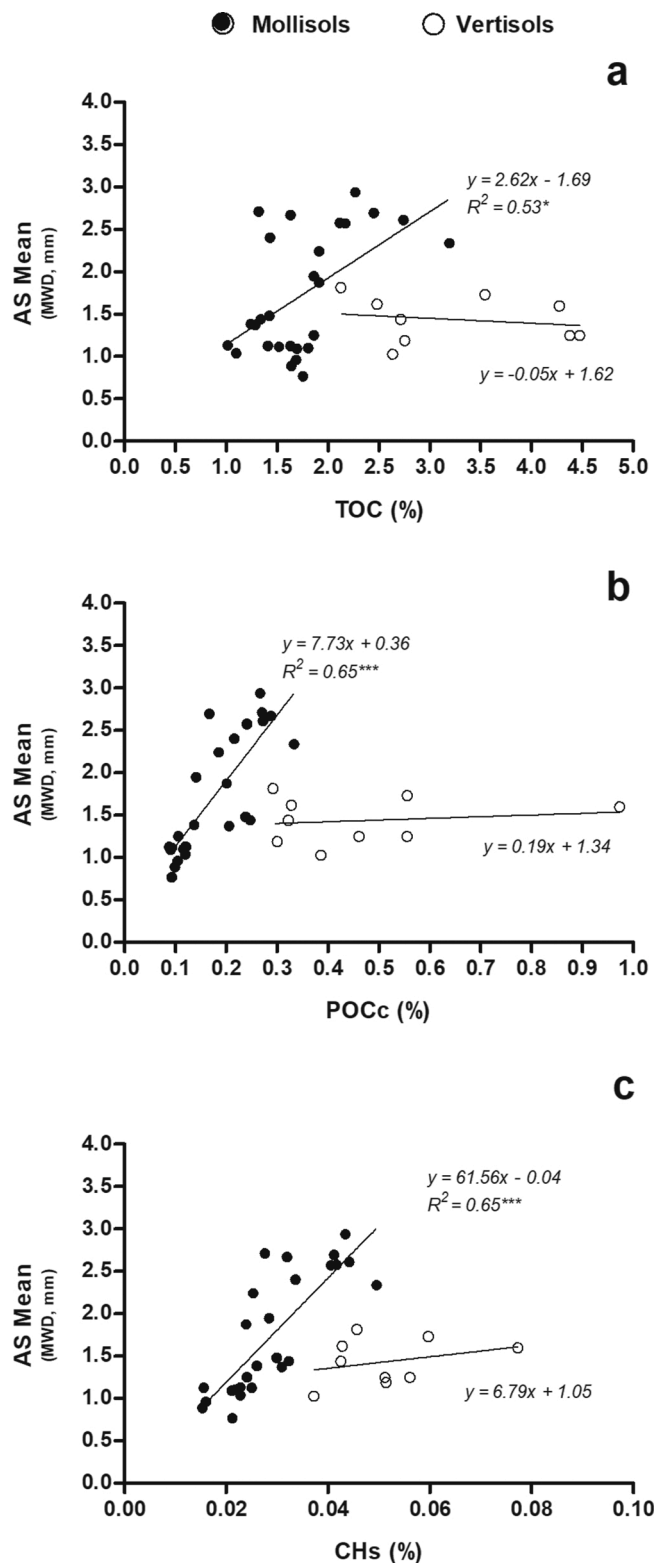 Mollisols Vertisols
a
4.0
3.5
3.0
2.5
2.0
1.5
1.0
0.5
0.0
AS Mean
(MWD, mm)
y = 2.62x - 1.69
R² = 0.53*
y = -0.05x + 1.62
0.0 0.5 1.0 1.5 2.0 2.5 3.0 3.5 4.0 4.5 5.0
TOC (%)
b
4.0
3.5
3.0
2.5
2.0
1.5
1.0
0.5
0.0
AS Mean
(MWD, mm)
y = 7.73x + 0.36
R² = 0.65***
y = 0.19x + 1.34
0.0 0.1 0.2 0.3 0.4 0.5 0.6 0.7 0.8 0.9 1.0
POCc (%)
c
4.0
3.5
3.0
2.5
2.0
1.5
1.0
0.5
0.0
AS Mean
(MWD, mm)
y = 61.56x - 0.04
R² = 0.65***
y = 6.79x + 1.05
0.00 0.02 0.04 0.06 0.08 0.10
CHs (%)